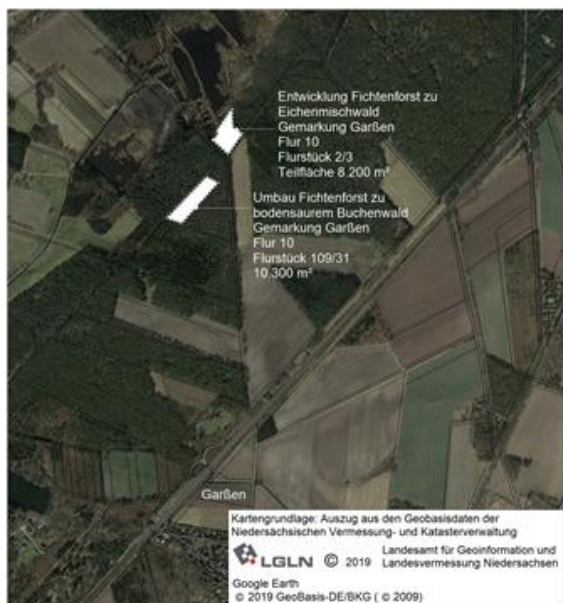 Entwicklung Fichtenforst zu
Eichenmischwald
Gemarkung Garßen
Flur 10
Flurstück 2/3
Teilfläche 8.200 m²
Umbau Fichtenforst zu
bodensaurem Buchenwald
Gemarkung Garßen
Flur 10
Flurstück 109/31
10.300 m²
Garßen
Kartengrundlage: Auszug aus den Geobasisdaten der
Niedersächsischen Vermessung- und Katasterverwaltung
LGLN © 2019 Landesamt für Geoinformation und
Landesvermessung Niedersachsen
Google Earth
© 2019 GeoBasis-DE/BKG ( © 2009)